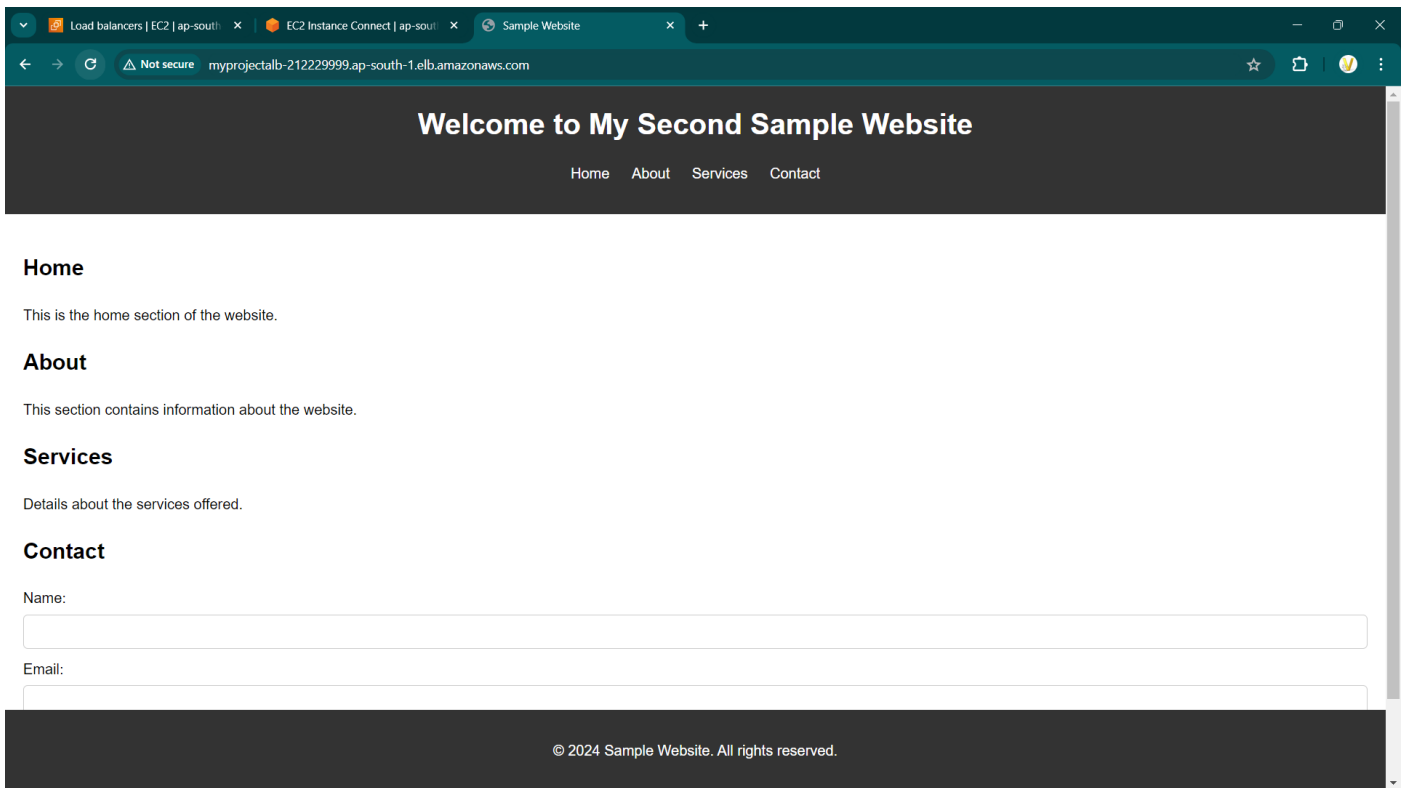 Load balancers | EC2 | ap-south
EC2 Instance Connect | ap-sout
Sample Website
Not secure myprojectalb-212229999.ap-south-1.elb.amazonaws.com
Welcome to My Second Sample Website
Home About Services Contact
Home
This is the home section of the website.
About
This section contains information about the website.
Services
Details about the services offered.
Contact
Name:
Email:
© 2024 Sample Website. All rights reserved.